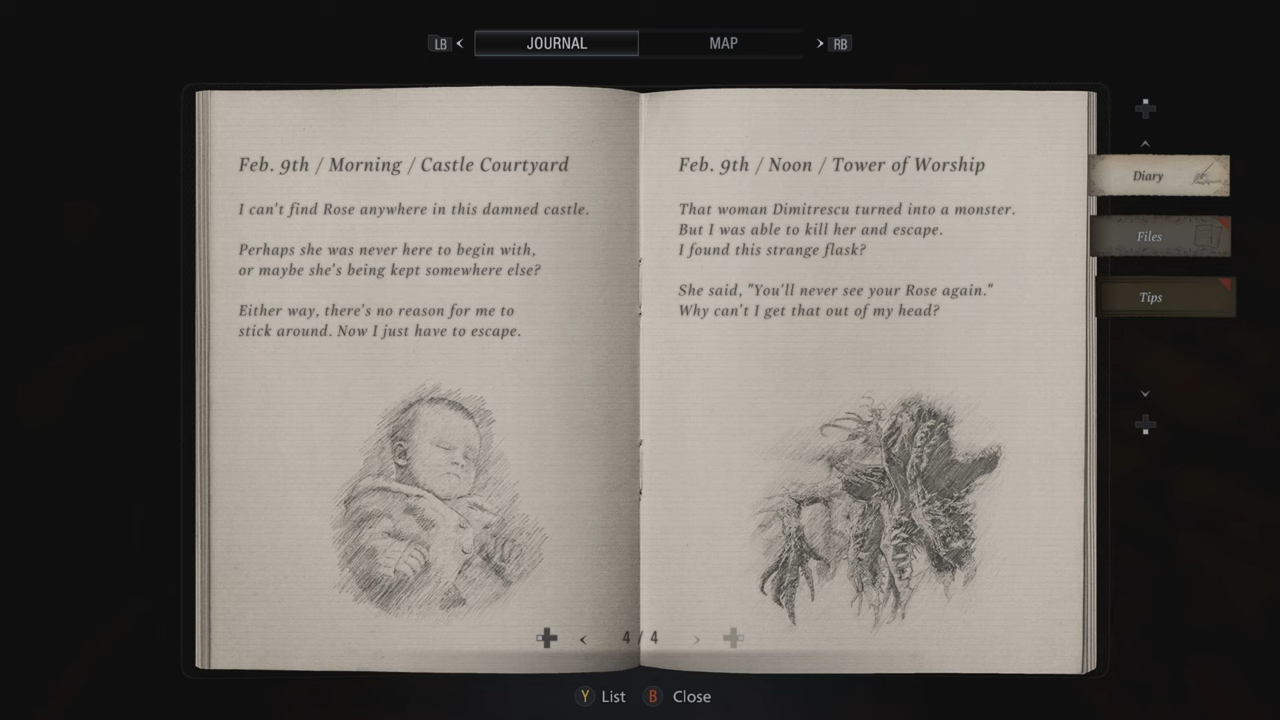 LB JOURNAL MAP RB
Feb. 9th / Morning / Castle Courtyard
I can't find Rose anywhere in this damned castle.
Perhaps she was never here to begin with,
or maybe she's being kept somewhere else?
Either way, there's no reason for me to
stick around. Now I just have to escape.
Feb. 9th / Noon / Tower of Worship
That woman Dimitrescu turned into a monster.
But I was able to kill her and escape.
I found this strange flask?
She said, "You'll never see your Rose again."
Why can't I get that out of my head?
Diary
Files
Tips
4 / 4
Y List B Close